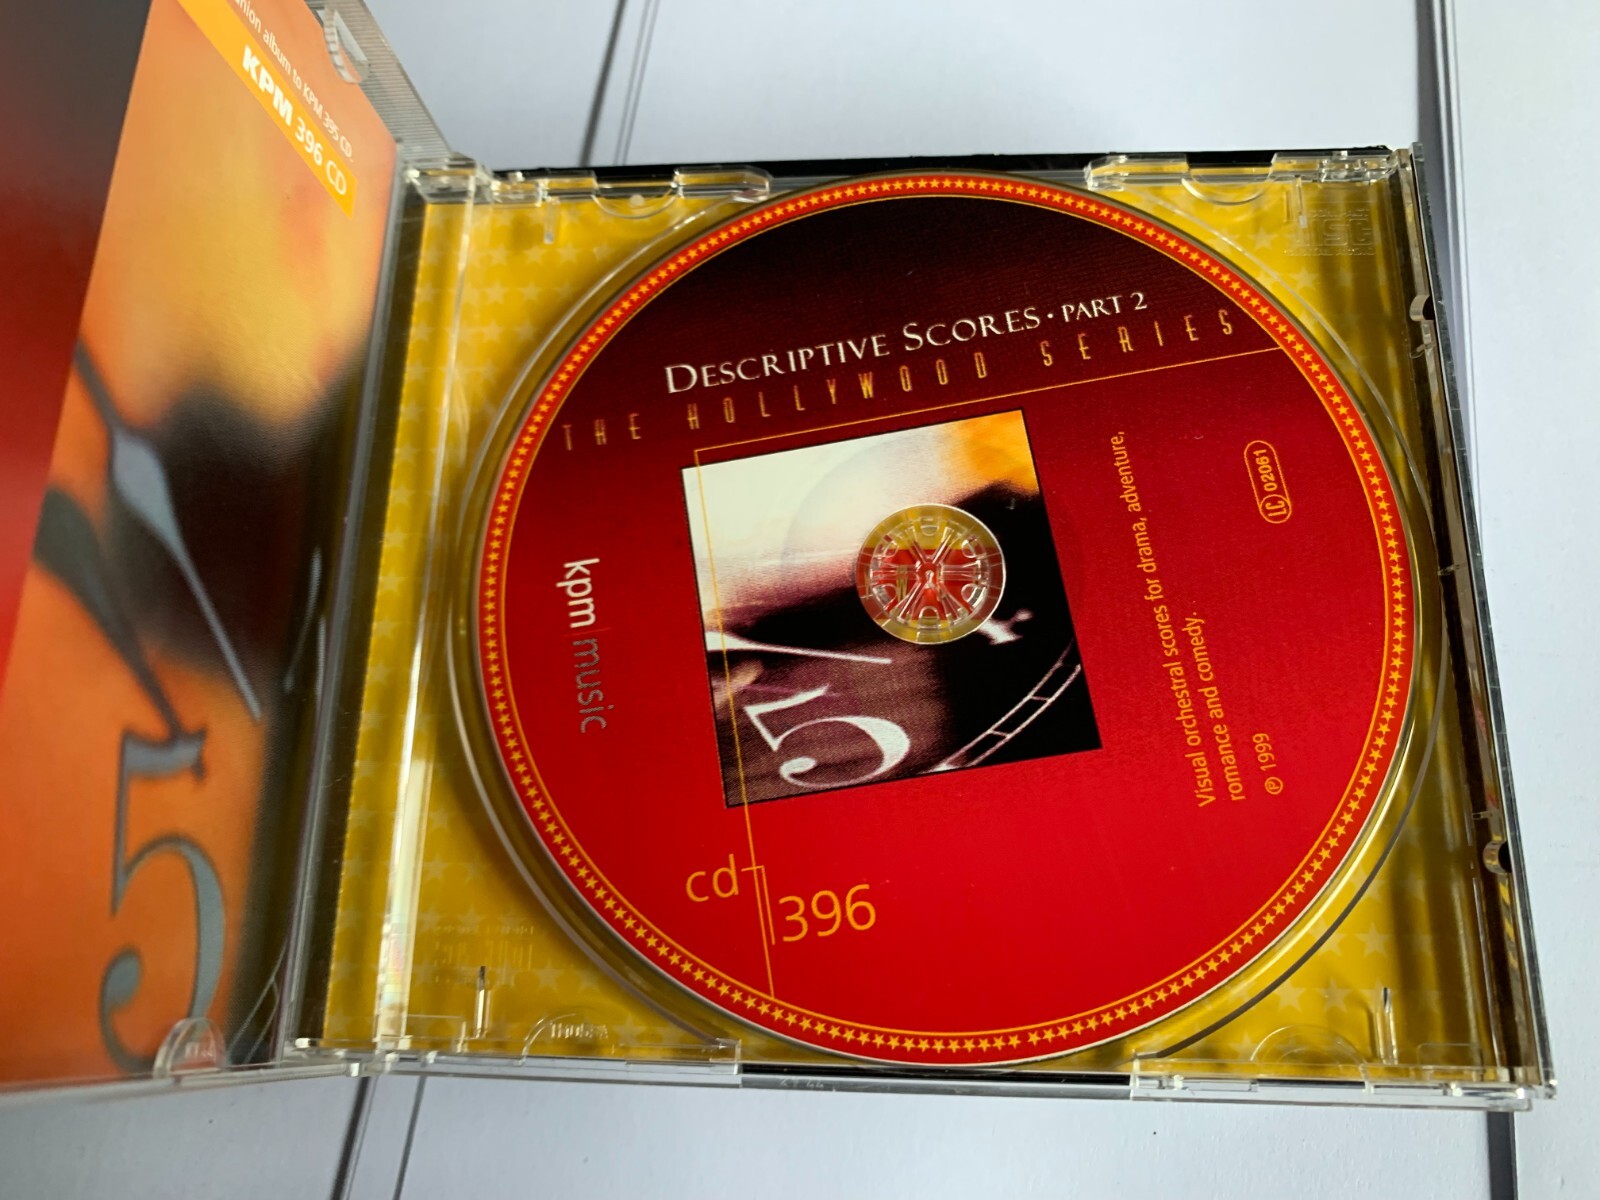 album to KPM 395 CD.
KPM 396 CD
5
DESCRIPTIVE SCORES · PART 2
THE HOLLYWOOD SERIES
LC 02061
Visual orchestral scores for drama, adventure,
romance and comedy.
℗ 1999
kpm music
5
cd
396